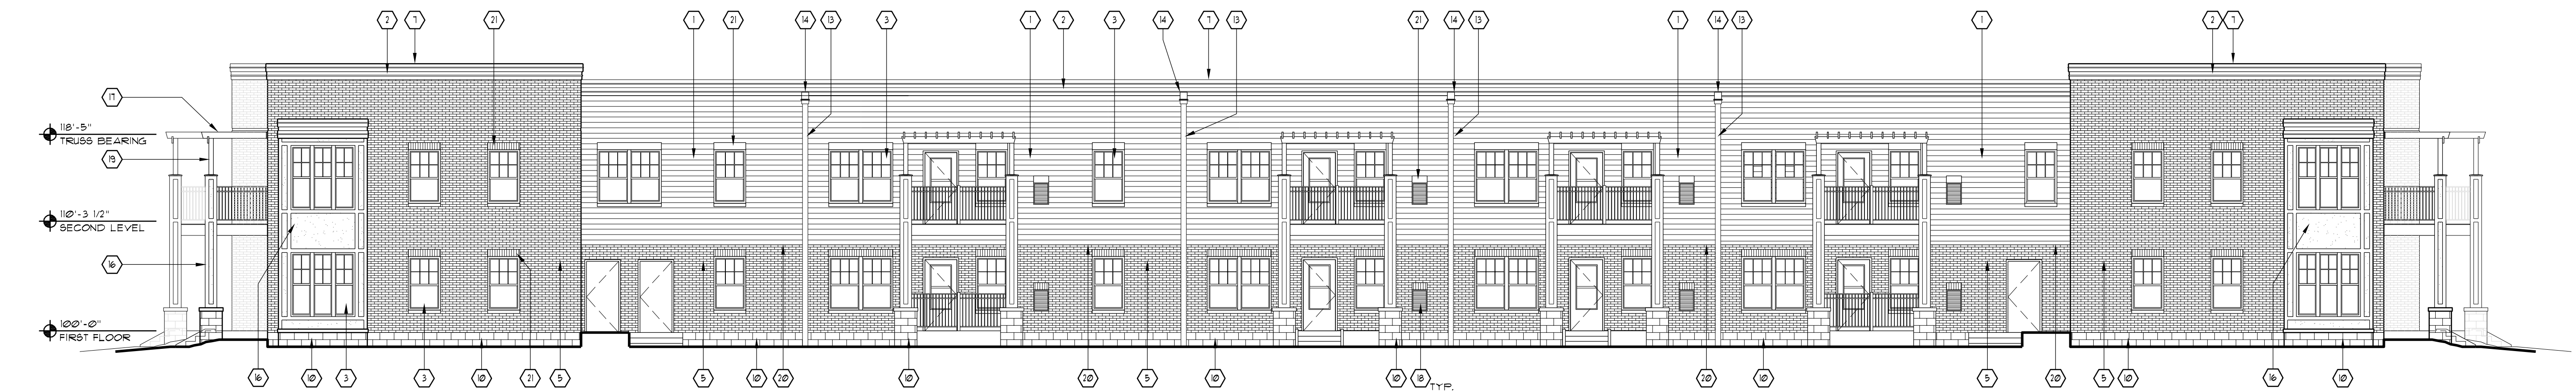 2 7 21 1 21 14 13 3 1 2 3 14 7 13 21 14 13 1 14 13 1 2 7
17
118'-5"
TRUSS BEARING
19
110'-3 1/2"
SECOND LEVEL
16
100'-0"
FIRST FLOOR
16 10 3 3 10 21 5 5 10 20 10 20 5 10 10 18 TYP. 20 10 5 20 5 10 16 10